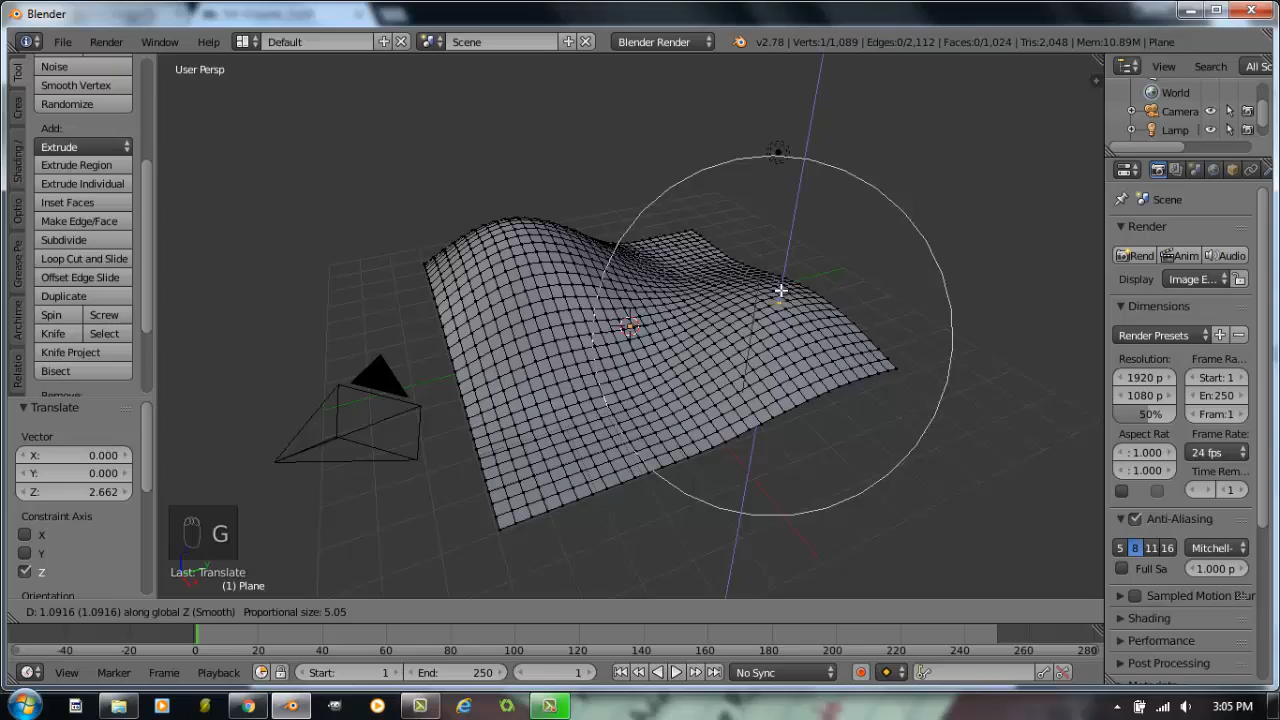 Blender
File Render Window Help Default Scene Blender Render v2.78 | Verts:1/1,089 | Edges:0/2,112 | Faces:0/1,024 | Tris:2,048 | Mem:10.89M | Plane
Noise
Smooth Vertex
Randomize
Add:
Extrude
Extrude Region
Extrude Individual
Inset Faces
Make Edge/Face
Subdivide
Loop Cut and Slide
Offset Edge Slide
Duplicate
Spin Screw
Knife Select
Knife Project
Bisect
Tool
Crea
Shading/
Optio
Grease Pe
Archime
Relatio
Translate
Vector
X: 0.000
Y: 0.000
Z: 2.662
Constraint Axis
X
Y
Z
Orientation
User Persp
G
Last: Translate
(1) Plane
D: 1.0916 (1.0916) along global Z (Smooth) Proportional size: 5.05
View Search All Sc
World
Camera
Lamp
Scene
Render
Rend Anim Audio
Display Image E...
Dimensions
Render Presets
Resolution: Frame Ra...
1920 p Start: 1
1080 p En:250
50% Fram:1
Aspect Rat Frame Rate:
: 1.000 24 fps
: 1.000 Time Rem...
1
Anti-Aliasing
5 8 11 16 Mitchell-
Full Sa 1.000 p
Sampled Motion Blur
Shading
Performance
Post Processing
-40 -20 0 20 40 60 80 100 120 140 160 180 200 220 240 260 280
View Marker Frame Playback Start: 1 End: 250 1 No Sync
3:05 PM